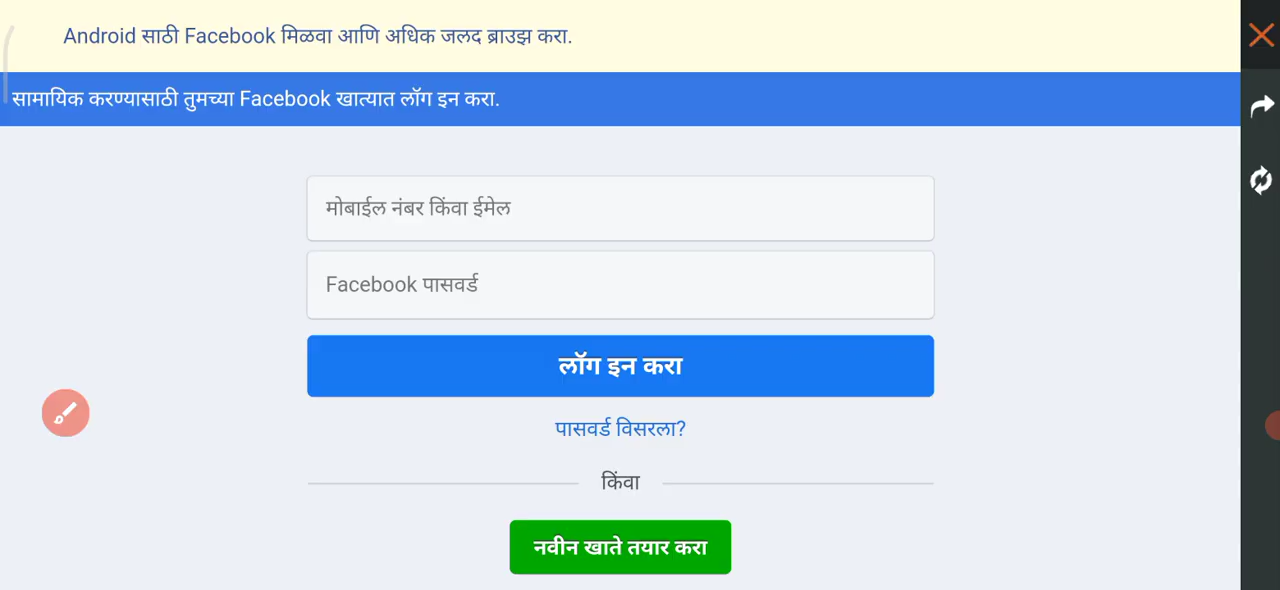 Android साठी Facebook मिळवा आणि अधिक जलद ब्राउझ करा.
सामायिक करण्यासाठी तुमच्या Facebook खात्यात लॉग इन करा.
मोबाईल नंबर किंवा ईमेल
Facebook पासवर्ड
लॉग इन करा
पासवर्ड विसरला?
किंवा
नवीन खाते तयार करा